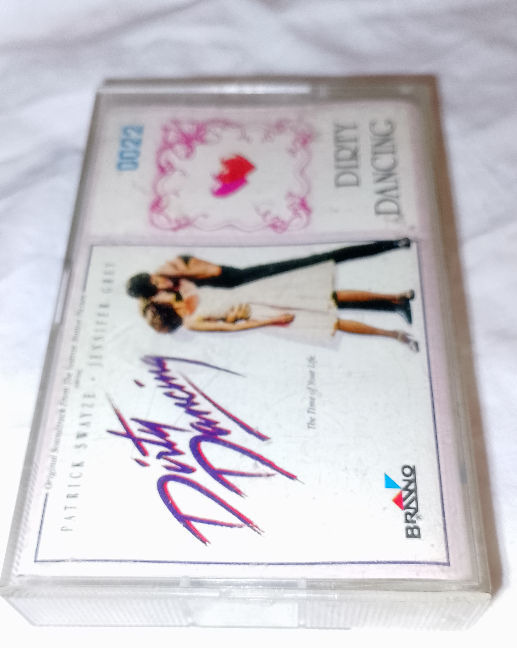 0022
DIRTY
DANCING
Original Soundtrack From The Vestron Motion Picture
starring
PATRICK SWAYZE · JENNIFER GREY
Dirty
Dancing
The Time of Your Life
BRAVO